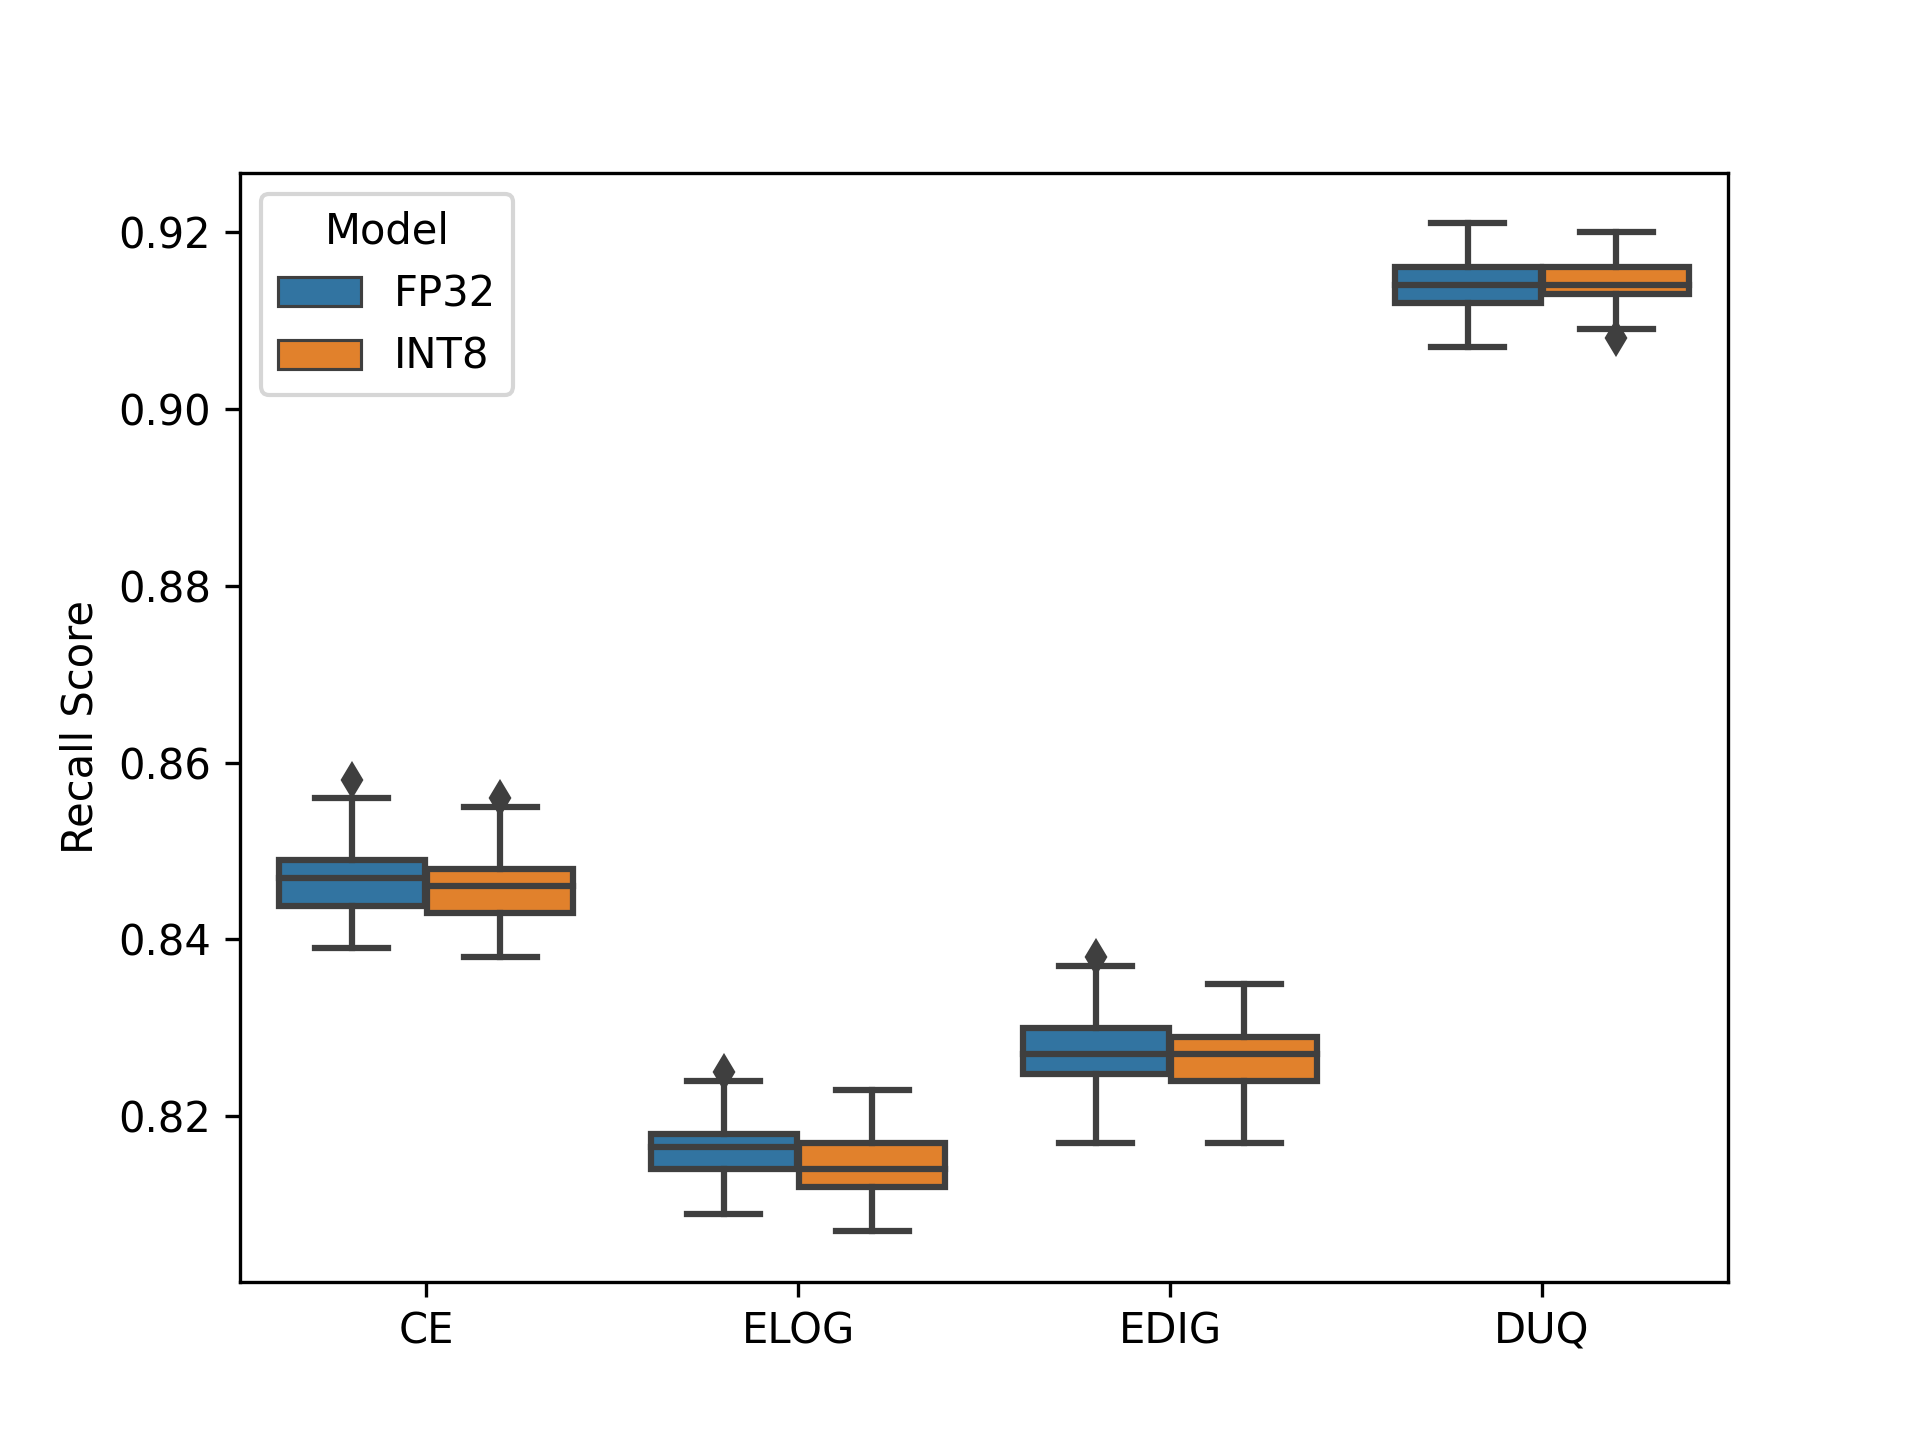 Model
FP32
INT8
0.92
0.90
0.88
0.86
0.84
0.82
Recall Score
CE
ELOG
EDIG
DUQ